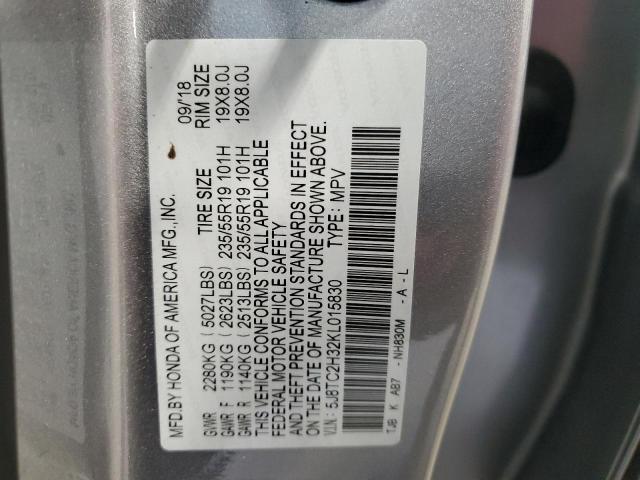 MFD.BY HONDA OF AMERICA MFG.,INC. 09/'18
GVWR 2280KG (5027LBS) TIRE SIZE RIM SIZE
GAWR F 1190KG (2623LBS) 235/55R19 101H 19X8.0J
GAWR R 1140KG (2513LBS) 235/55R19 101H 19X8.0J
THIS VEHICLE CONFORMS TO ALL APPLICABLE
FEDERAL MOTOR VEHICLE SAFETY
AND THEFT PREVENTION STANDARDS IN EFFECT
ON THE DATE OF MANUFACTURE SHOWN ABOVE.
V.I.N.: 5J8TC2H32KL015830 TYPE: MPV
TJB K AB7 -NH830M -A-L